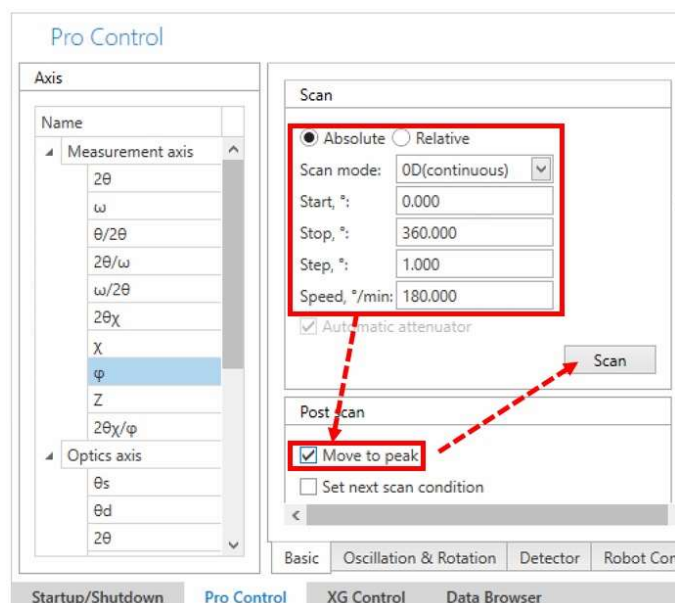 Pro Control
Axis
Name
Measurement axis
2θ
ω
θ/2θ
2θ/ω
ω/2θ
2θχ
χ
φ
Z
2θχ/φ
Optics axis
θs
θd
2θ
Scan
Absolute Relative
Scan mode: 0D(continuous)
Start, °: 0.000
Stop, °: 360.000
Step, °: 1.000
Speed, °/min: 180.000
Automatic attenuator
Scan
Post scan
Move to peak
Set next scan condition
Basic Oscillation & Rotation Detector Robot Con
Startup/Shutdown Pro Control XG Control Data Browser